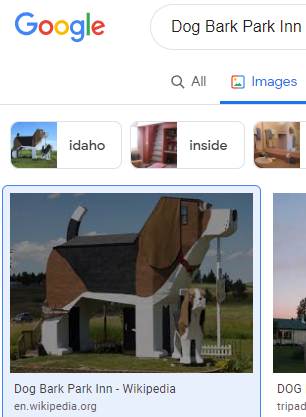 Google
Dog Bark Park Inn
All
Images
idaho
inside
Dog Bark Park Inn - Wikipedia
en.wikipedia.org
DOG
tripad